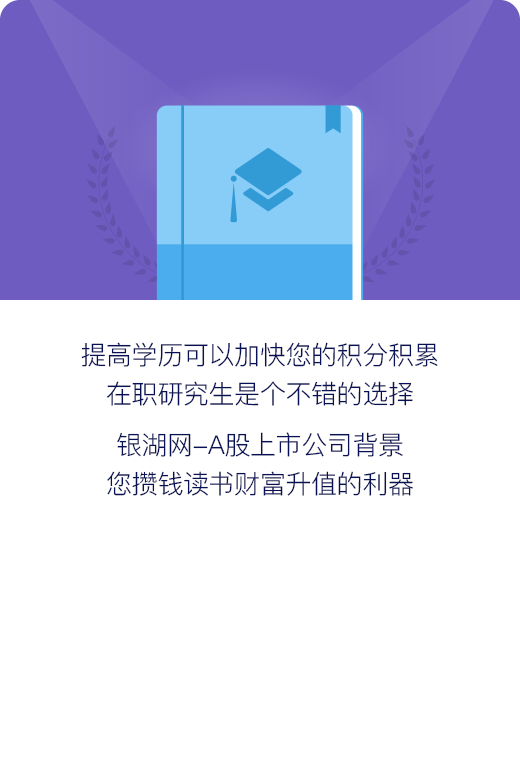 提高学历可以加快您的积分积累
在职研究生是个不错的选择
银湖网-A股上市公司背景
您攒钱读书财富升值的利器